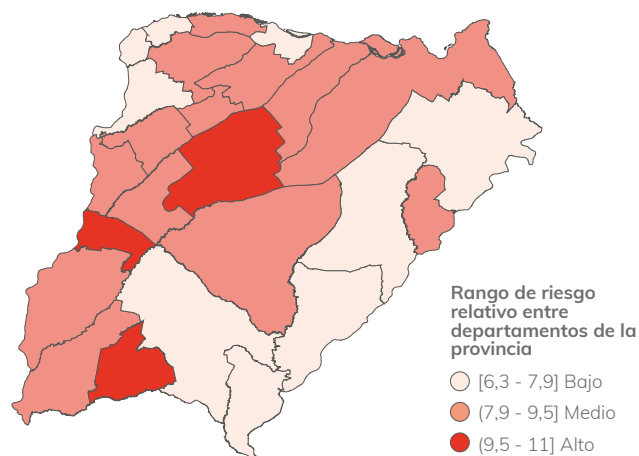 Rango de riesgo
relativo entre
departamentos de la
provincia
[6,3 - 7,9] Bajo
(7,9 - 9,5] Medio
(9,5 - 11] Alto